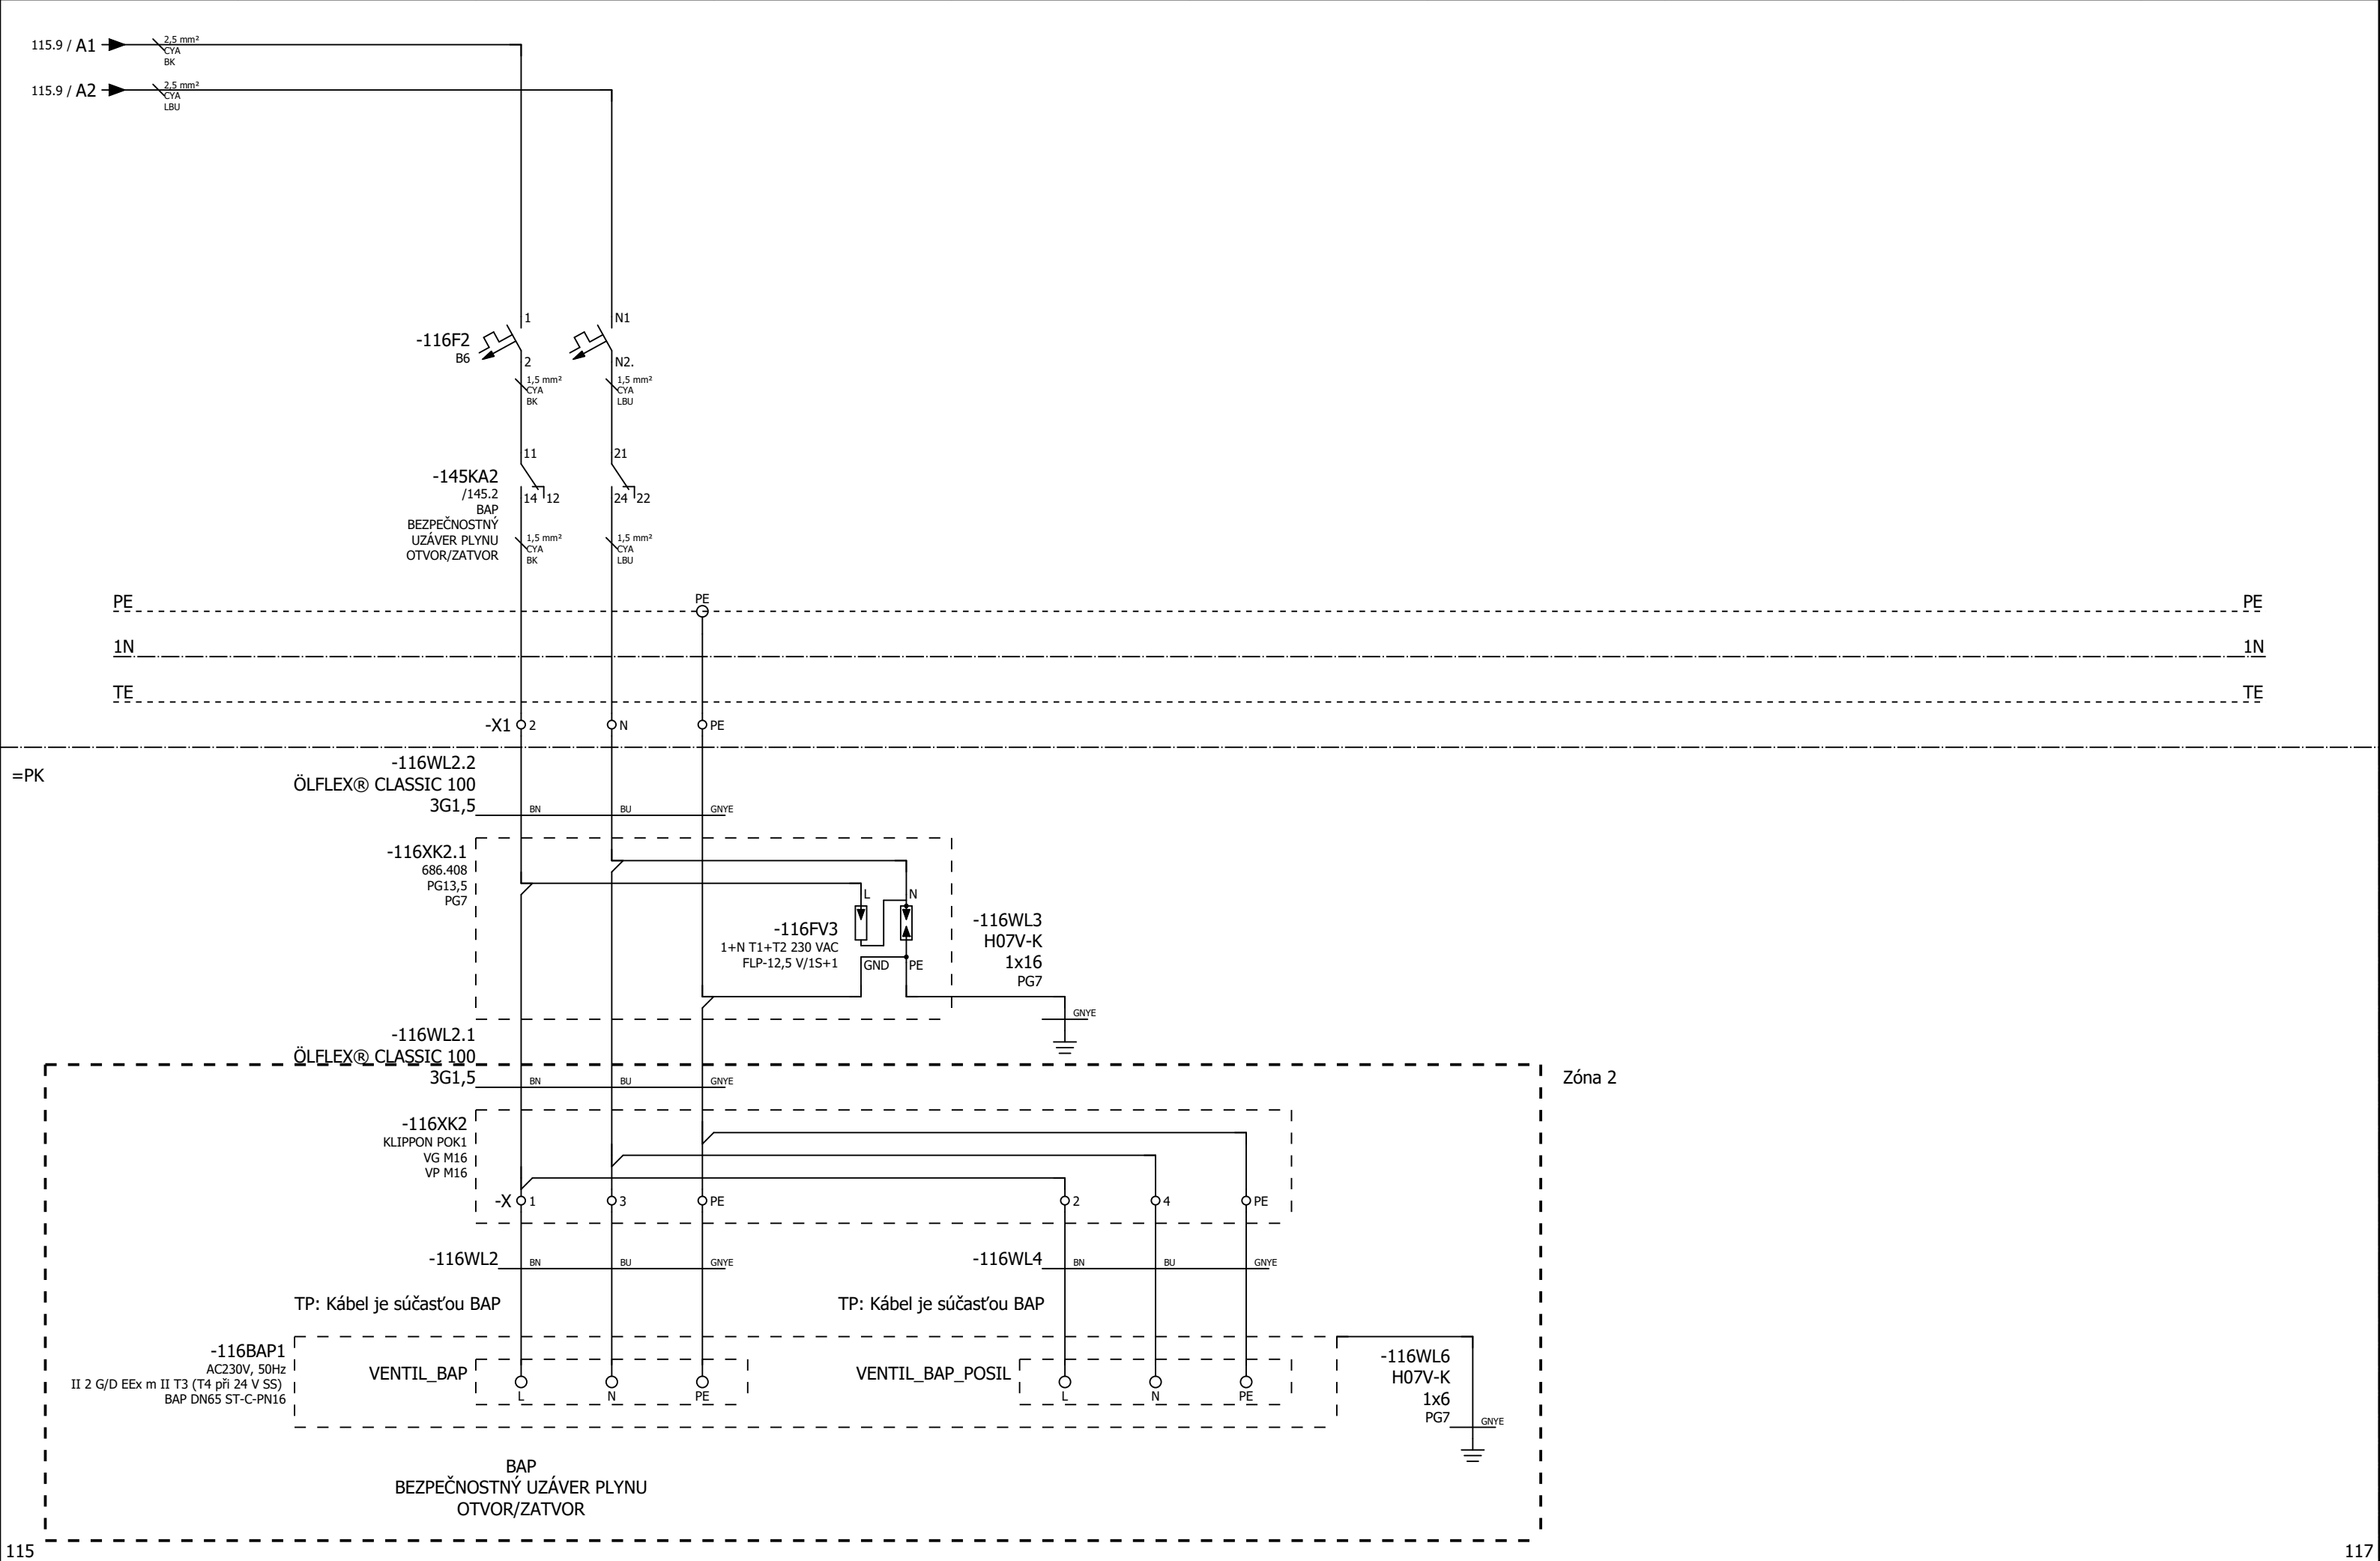 115.9 / A1
2,5 mm²
CYA
BK
115.9 / A2
2,5 mm²
CYA
LBU
1
N1
-116F2
B6
2
N2.
1,5 mm²
CYA
BK
1,5 mm²
CYA
LBU
11
21
-145KA2
/145.2
BAP
BEZPEČNOSTNÝ
UZÁVER PLYNU
OTVOR/ZATVOR
14
12
24
22
1,5 mm²
CYA
BK
1,5 mm²
CYA
LBU
PE
PE
PE
1N
1N
TE
TE
-X1
2
N
PE
=PK
-116WL2.2
ÖLFLEX® CLASSIC 100
3G1,5
BN
BU
GNYE
-116XK2.1
686.408
PG13,5
PG7
L
N
-116FV3
1+N T1+T2 230 VAC
FLP-12,5 V/1S+1
GND
PE
-116WL3
H07V-K
1x16
PG7
GNYE
-116WL2.1
ÖLFLEX® CLASSIC 100
3G1,5
BN
BU
GNYE
Zóna 2
-116XK2
KLIPPON POK1
VG M16
VP M16
-X
1
3
PE
2
4
PE
-116WL2
BN
BU
GNYE
-116WL4
BN
BU
GNYE
TP: Kábel je súčasťou BAP
TP: Kábel je súčasťou BAP
-116BAP1
AC230V, 50Hz
II 2 G/D EEx m II T3 (T4 při 24 V SS)
BAP DN65 ST-C-PN16
VENTIL_BAP
L
N
PE
VENTIL_BAP_POSIL
L
N
PE
-116WL6
H07V-K
1x6
PG7
GNYE
BAP
BEZPEČNOSTNÝ UZÁVER PLYNU
OTVOR/ZATVOR
115
117